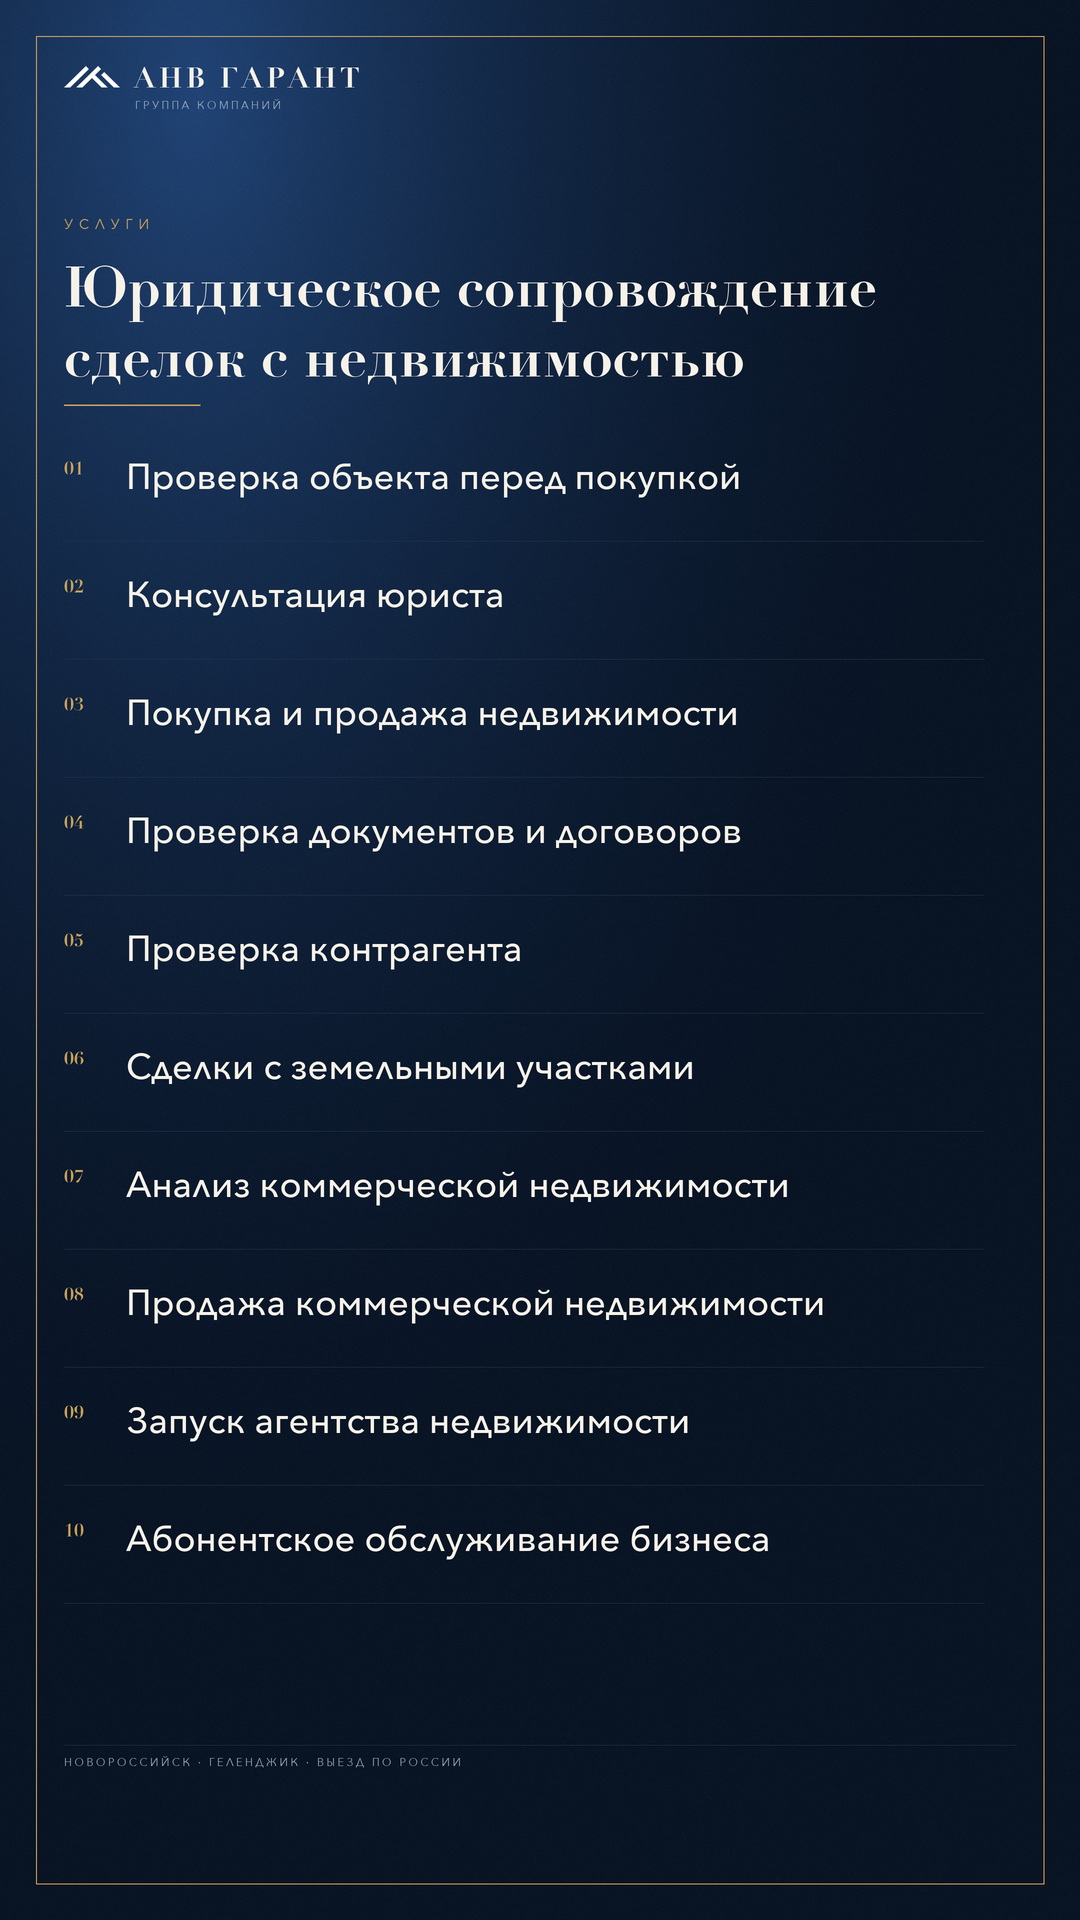 АНВ ГАРАНТ
ГРУППА КОМПАНИЙ
УСЛУГИ
Юридическое сопровождение
сделок с недвижимостью
01 Проверка объекта перед покупкой
02 Консультация юриста
03 Покупка и продажа недвижимости
04 Проверка документов и договоров
05 Проверка контрагента
06 Сделки с земельными участками
07 Анализ коммерческой недвижимости
08 Продажа коммерческой недвижимости
09 Запуск агентства недвижимости
10 Абонентское обслуживание бизнеса
НОВОРОССИЙСК · ГЕЛЕНДЖИК · ВЫЕЗД ПО РОССИИ